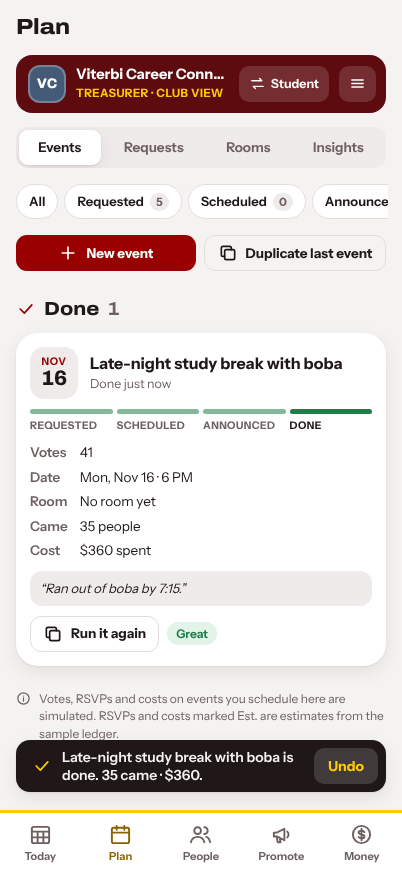 Plan
VC
Viterbi Career Conn...
TREASURER · CLUB VIEW
Student
Events
Requests
Rooms
Insights
All
Requested 5
Scheduled 0
Announce
New event
Duplicate last event
Done 1
NOV
16
Late-night study break with boba
Done just now
REQUESTED
SCHEDULED
ANNOUNCED
DONE
Votes 41
Date Mon, Nov 16 · 6 PM
Room No room yet
Came 35 people
Cost $360 spent
“Ran out of boba by 7:15.”
Run it again
Great
Votes, RSVPs and costs on events you schedule here are
simulated. RSVPs and costs marked Est. are estimates from the
sample ledger.
Late-night study break with boba is
done. 35 came · $360.
Undo
Today
Plan
People
Promote
Money